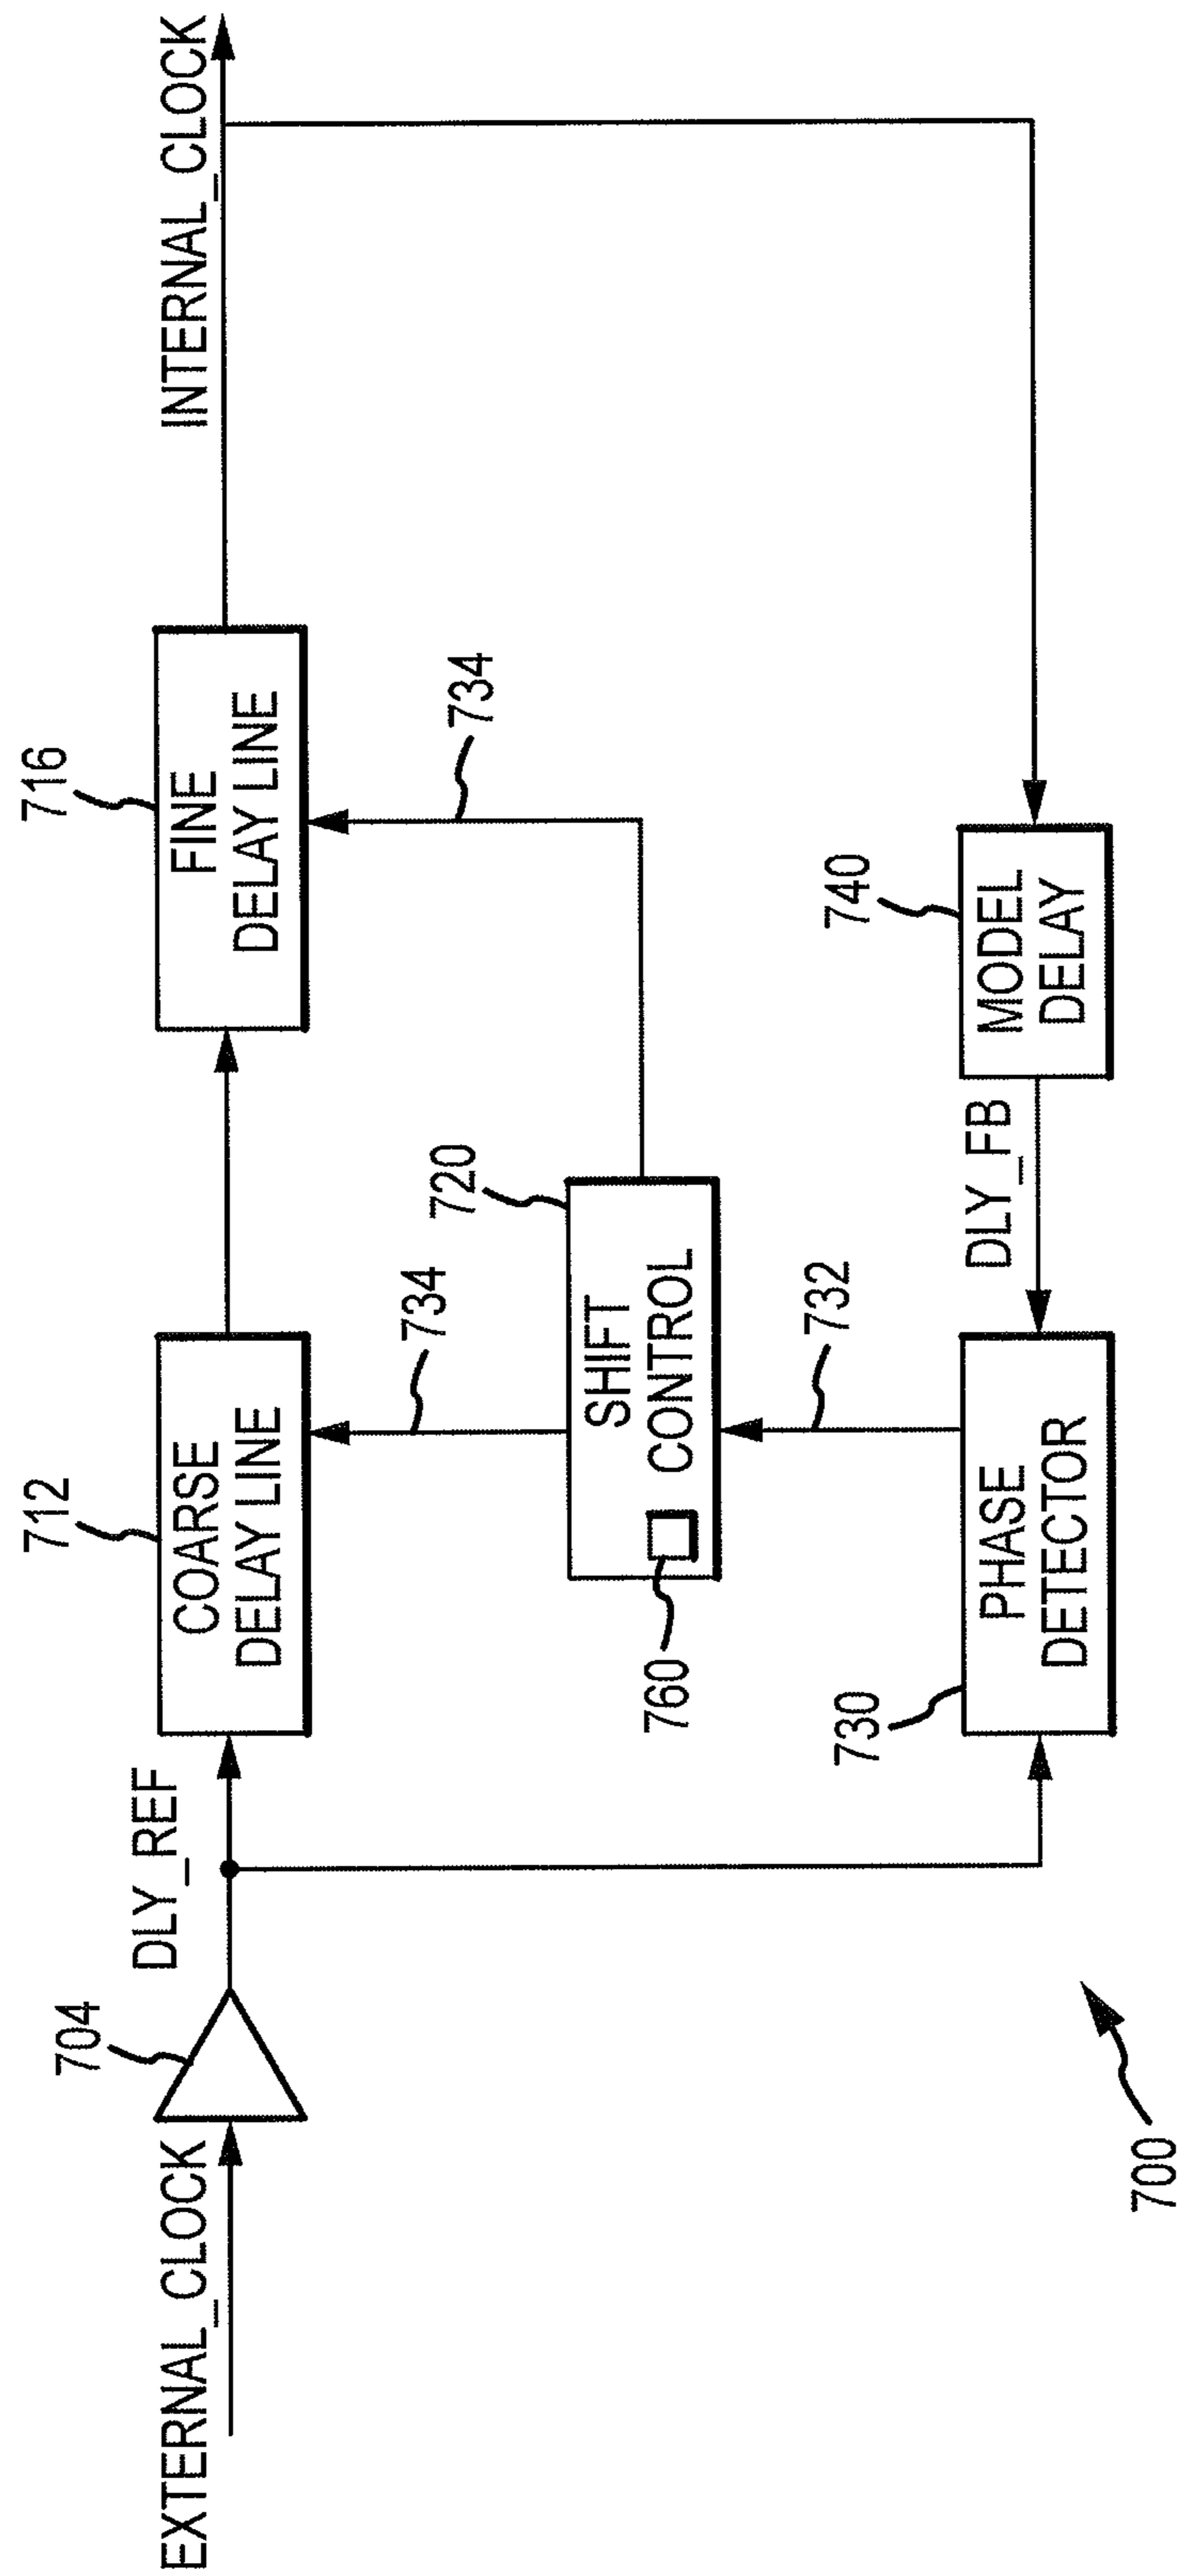 EXTERNAL_CLOCK
704
DLY_REF
712
COARSE
DELAY LINE
716
FINE
DELAY LINE
INTERNAL_CLOCK
734
734
720
SHIFT
CONTROL
760
732
730
PHASE
DETECTOR
DLY_FB
740
MODEL
DELAY
700